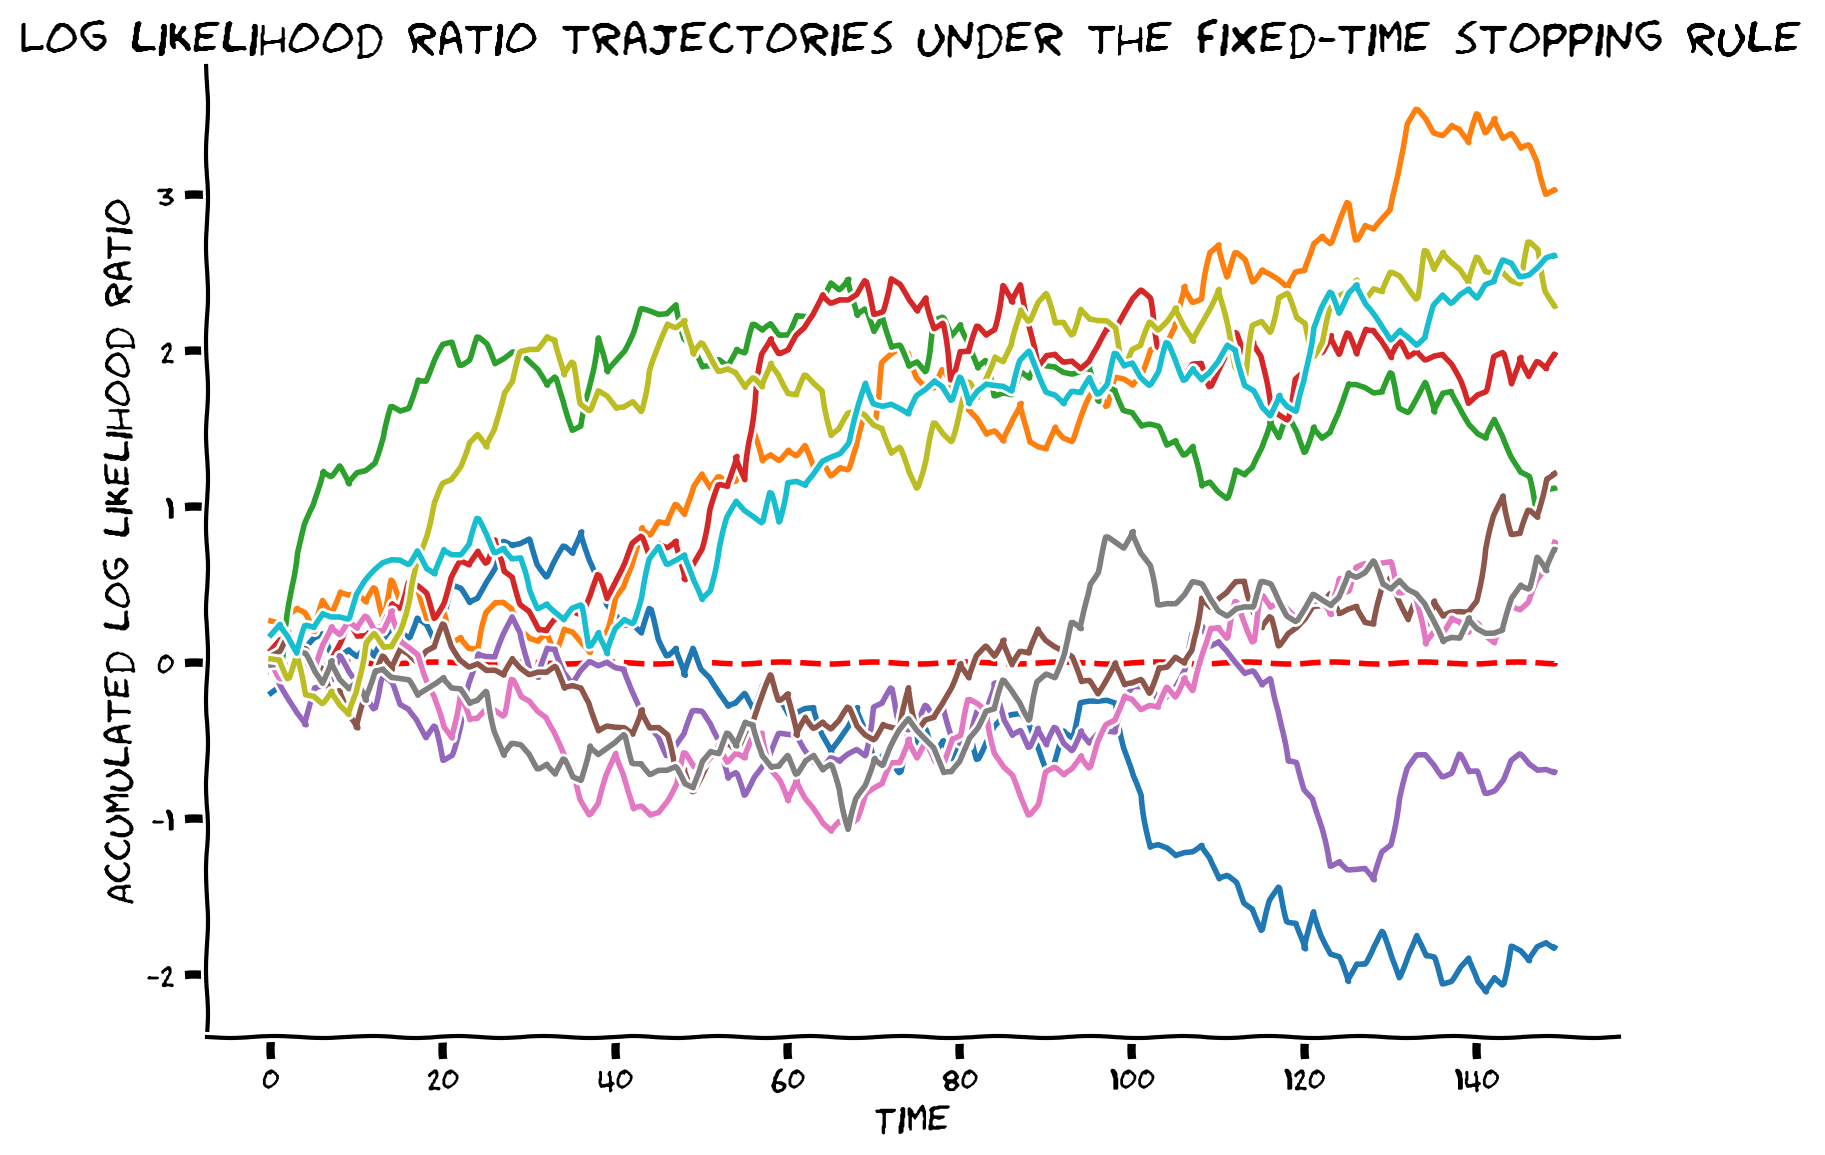 LOG LIKELIHOOD RATIO TRAJECTORIES UNDER THE FIXED-TIME STOPPING RULE
ACCUMULATED LOG LIKELIHOOD RATIO
3
2
1
0
-1
-2
0 20 40 60 80 100 120 140
TIME